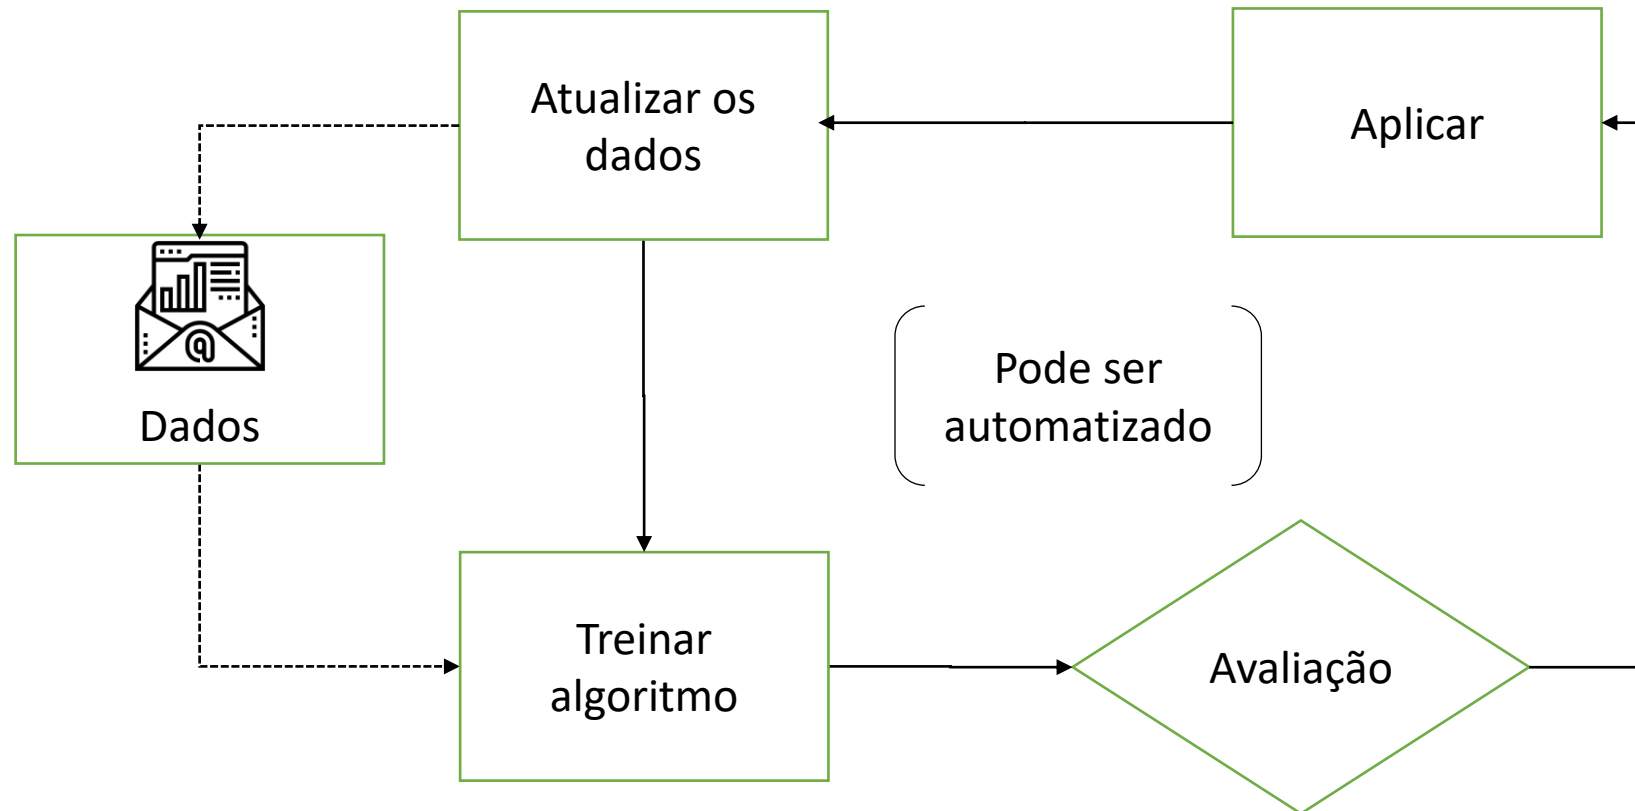 Atualizar os
dados
Aplicar
@
Dados
Pode ser
automatizado
Treinar
algoritmo
Avaliação